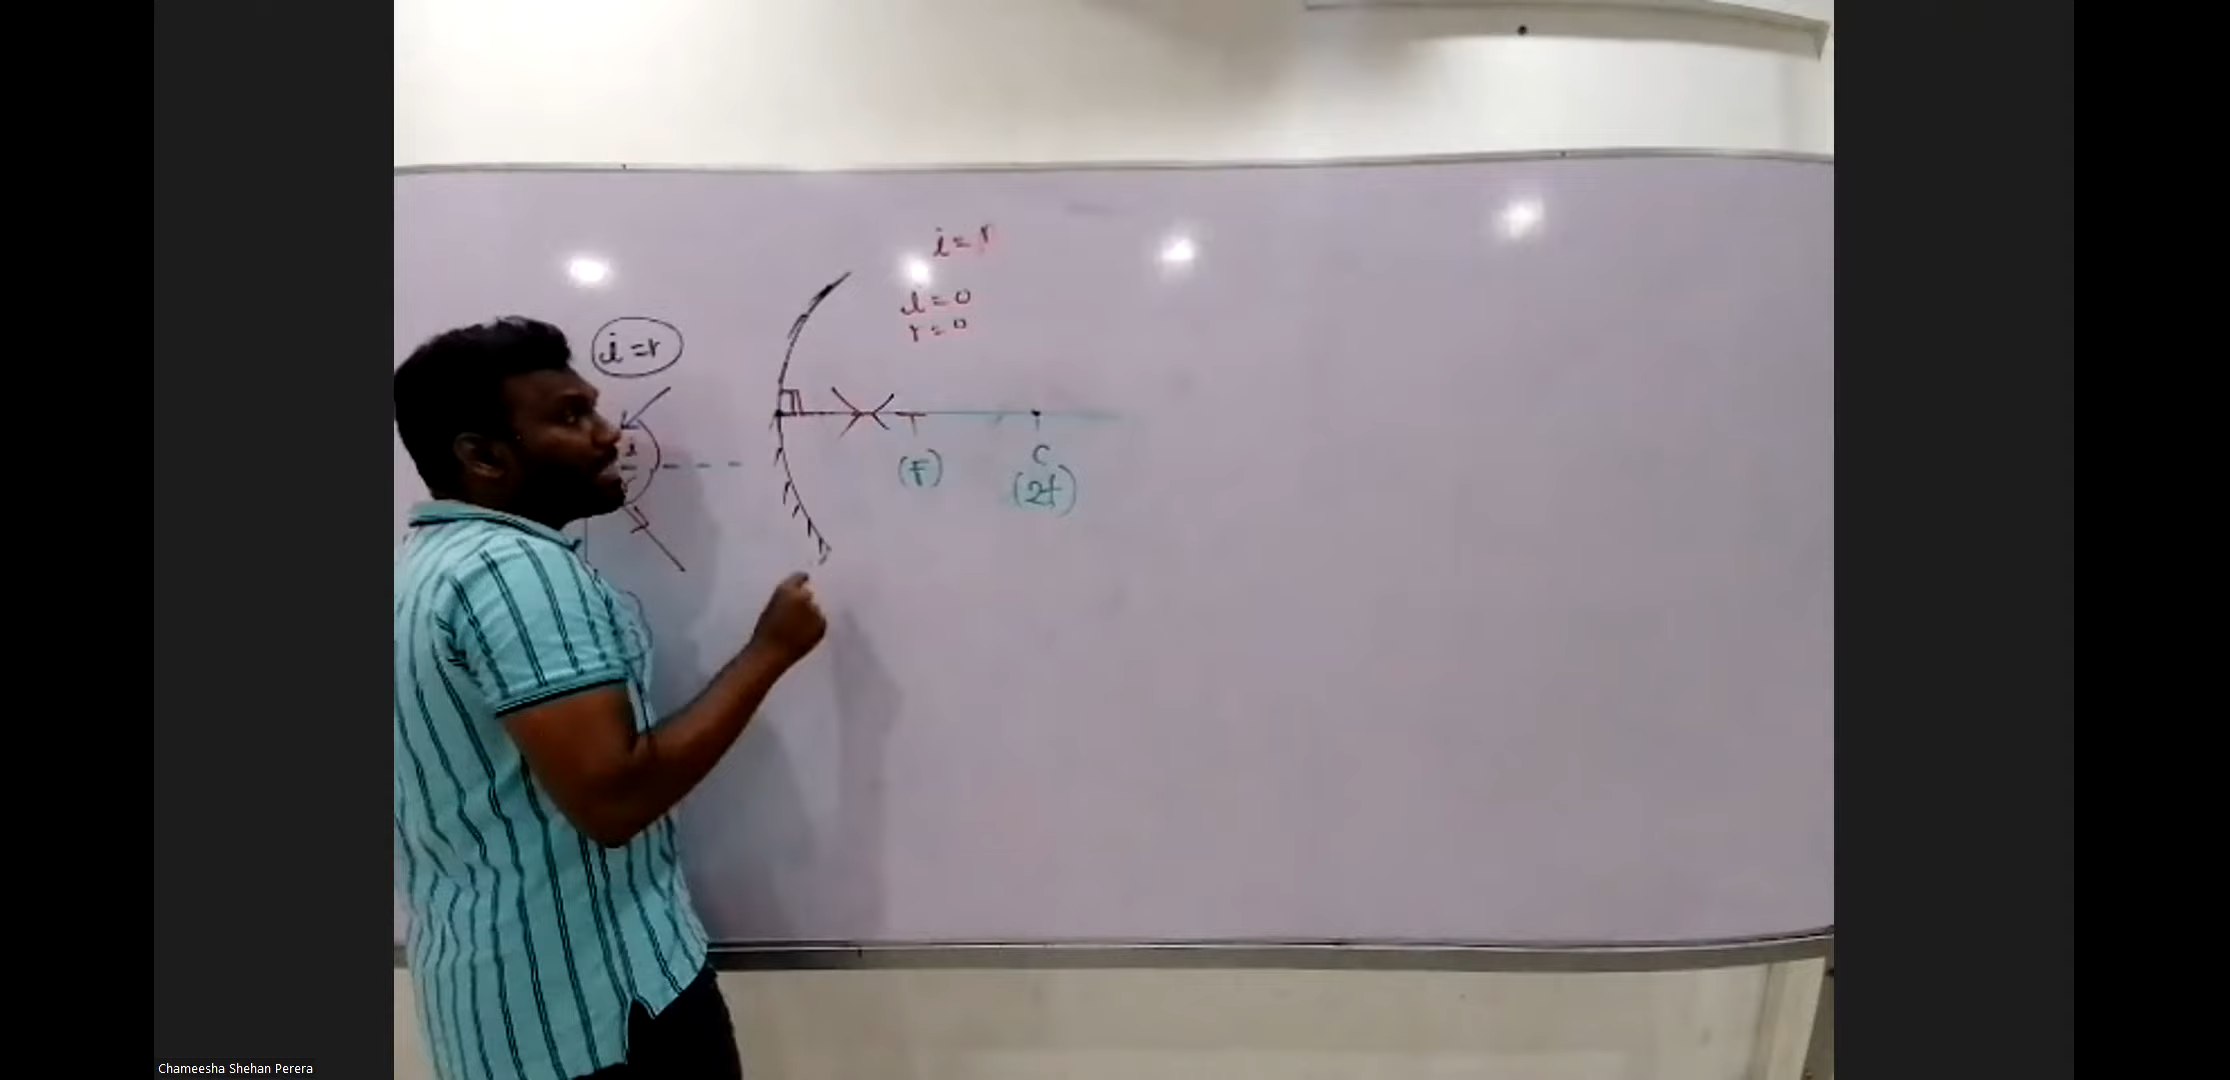 i = r
i = 0
r = 0
i = r
i
(F)
C
(2f)
Chameesha Shehan Perera